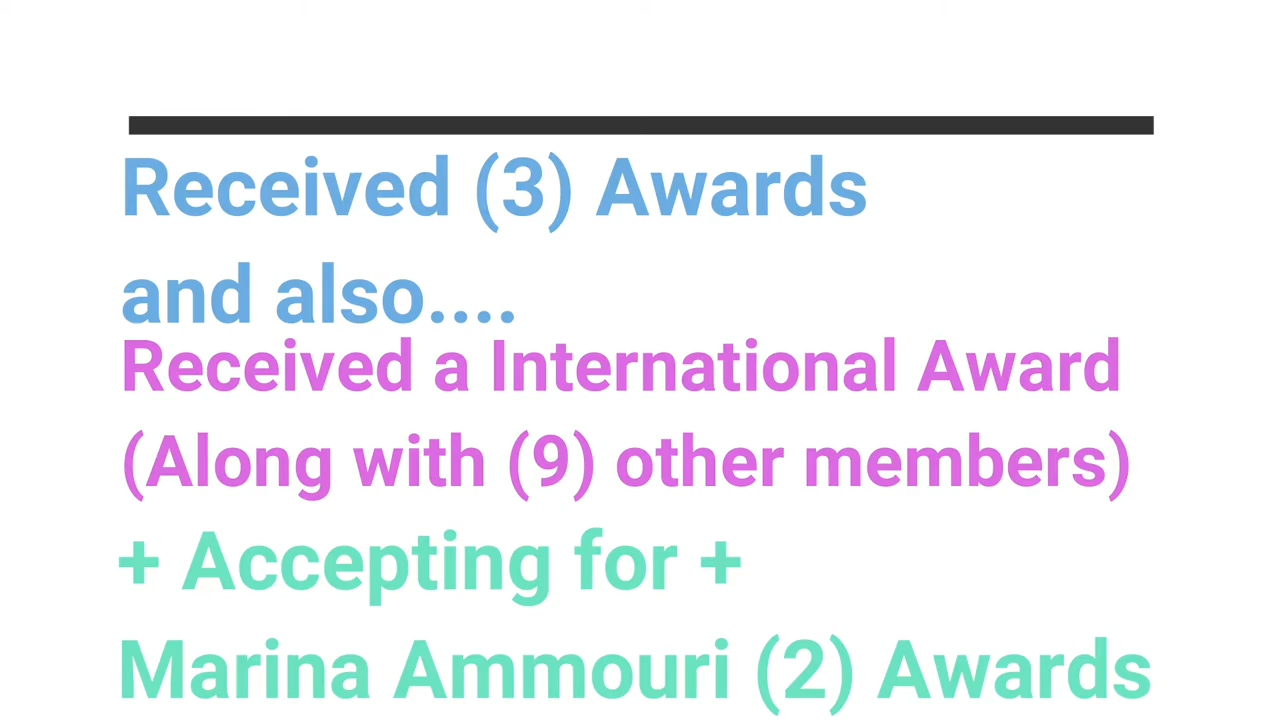 Received (3) Awards
and also....
Received a International Award
(Along with (9) other members)
+ Accepting for +
Marina Ammouri (2) Awards